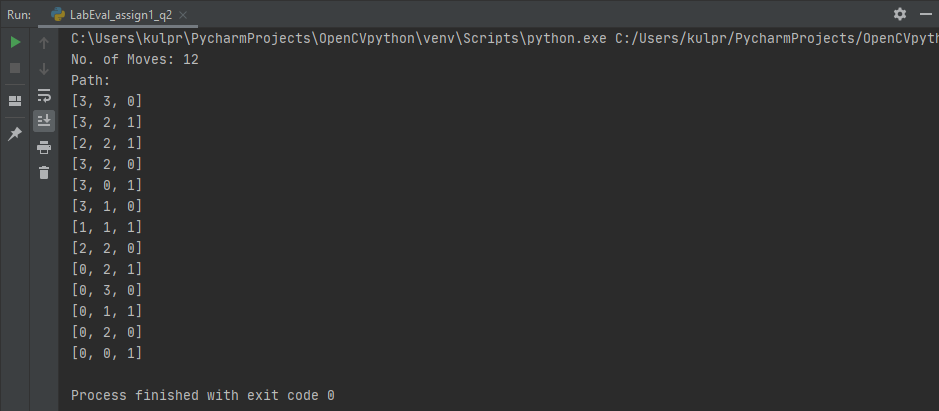 Run: LabEval_assign1_q2
C:\Users\kulpr\PycharmProjects\OpenCVpython\venv\Scripts\python.exe C:/Users/kulpr/PycharmProjects/OpenCVpyth
No. of Moves: 12
Path:
[3, 3, 0]
[3, 2, 1]
[2, 2, 1]
[3, 2, 0]
[3, 0, 1]
[3, 1, 0]
[1, 1, 1]
[2, 2, 0]
[0, 2, 1]
[0, 3, 0]
[0, 1, 1]
[0, 2, 0]
[0, 0, 1]
Process finished with exit code 0